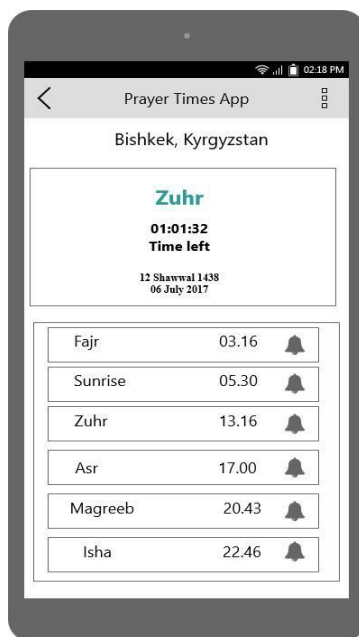 02:18 PM
Prayer Times App
Bishkek, Kyrgyzstan
Zuhr
01:01:32
Time left
12 Shawwal 1438
06 July 2017
Fajr 03.16
Sunrise 05.30
Zuhr 13.16
Asr 17.00
Magreeb 20.43
Isha 22.46